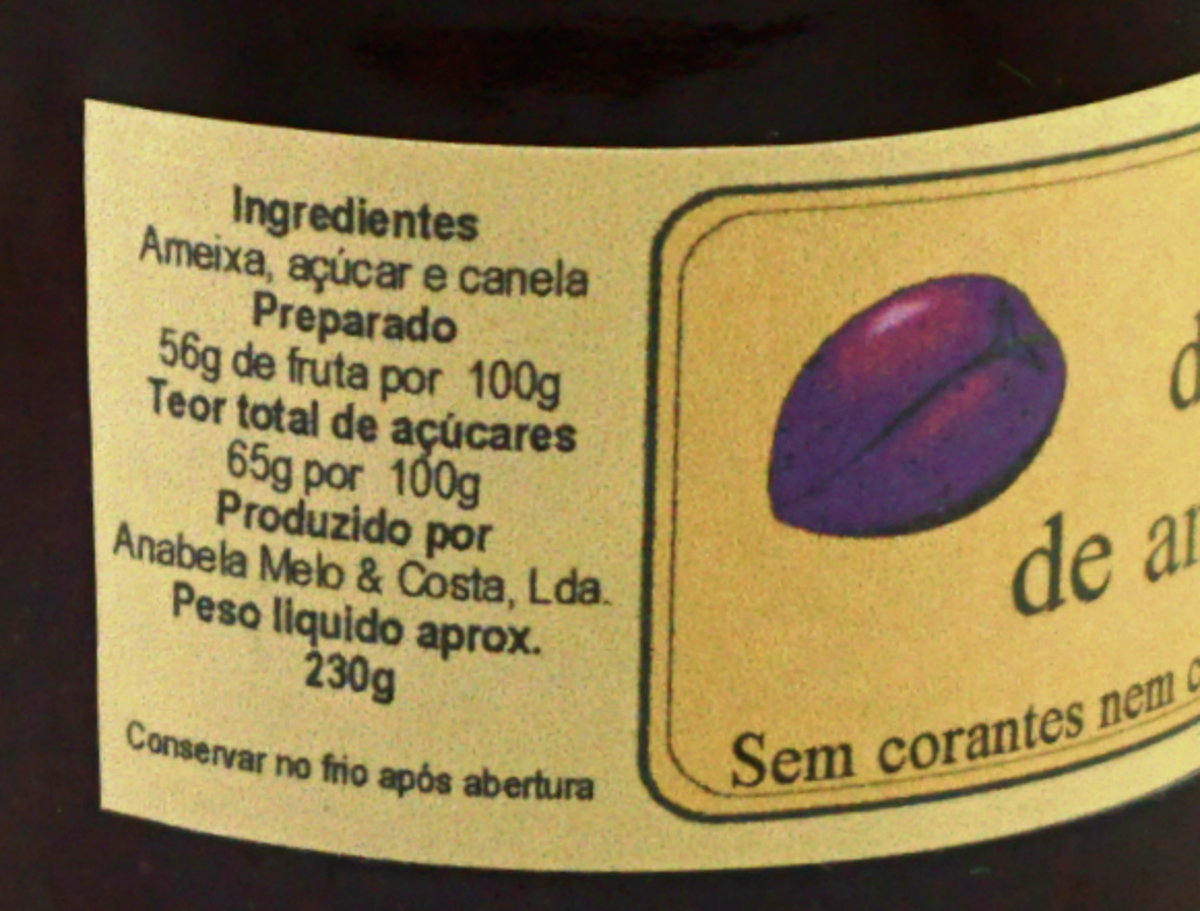 Ingredientes
Ameixa, açúcar e canela
Preparado
56g de fruta por 100g
Teor total de açúcares
65g por 100g
Produzido por
Anabela Melo & Costa, Lda.
Peso liquido aprox.
230g
Conservar no frio após abertura
de
Sem corantes nem